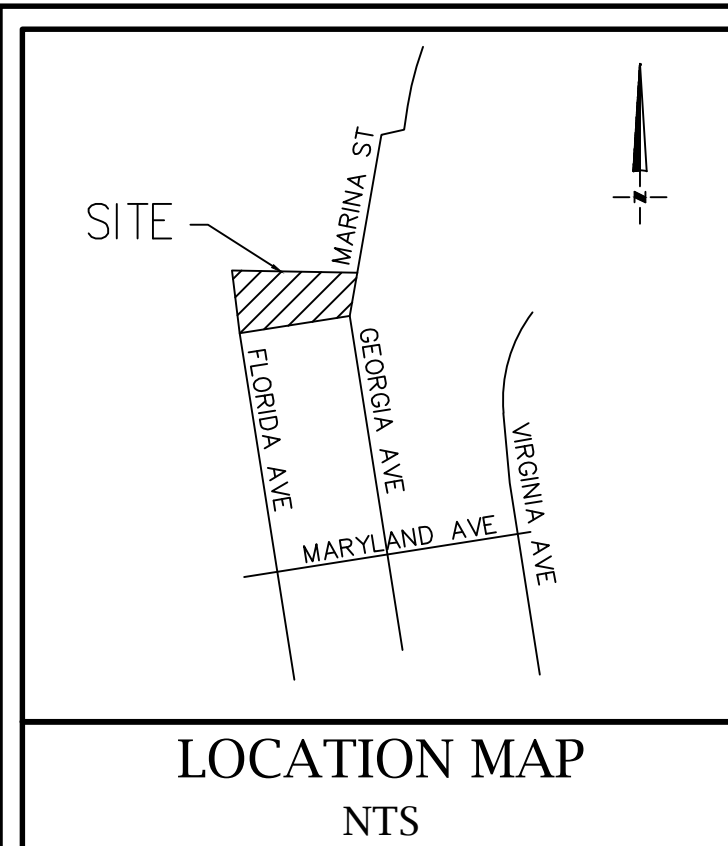 MARINA ST
SITE
N
FLORIDA AVE
GEORGIA AVE
VIRGINIA AVE
MARYLAND AVE
LOCATION MAP
NTS